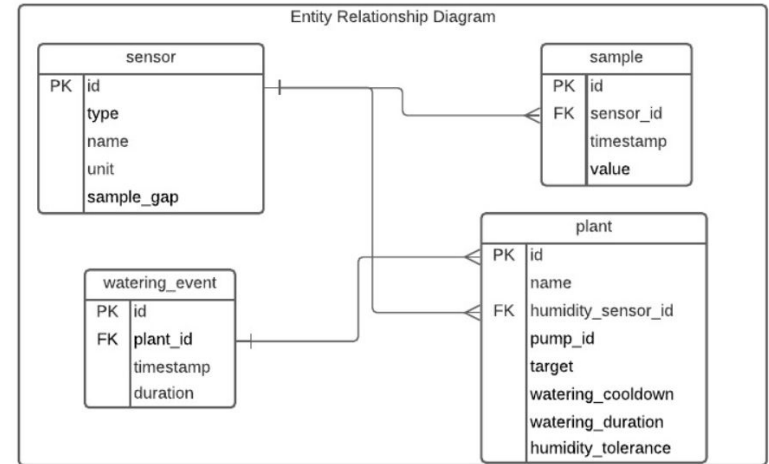 Entity Relationship Diagram
sensor
PK id
type
name
unit
sample_gap
sample
PK id
FK sensor_id
timestamp
value
watering_event
PK id
FK plant_id
timestamp
duration
plant
PK id
name
FK humidity_sensor_id
pump_id
target
watering_cooldown
watering_duration
humidity_tolerance